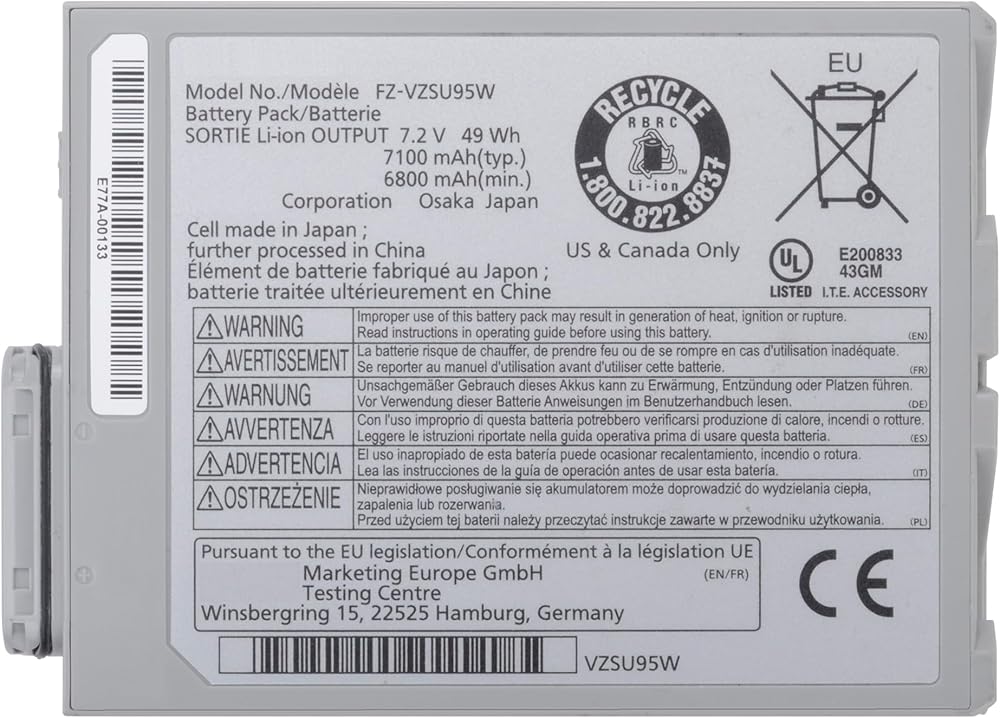 E77A-00133
Model No./Modèle FZ-VZSU95W
Battery Pack/Batterie
SORTIE Li-ion OUTPUT 7.2 V 49 Wh
7100 mAh(typ.)
6800 mAh(min.)
Corporation Osaka Japan
Cell made in Japan ;
further processed in China
Élément de batterie fabriqué au Japon ;
batterie traitée ultérieurement en Chine
RECYCLE
RBRC
TM
Li-ion
1.800.822.8837
US & Canada Only
EU
UL
LISTED
E200833
43GM
I.T.E. ACCESSORY
WARNING
Improper use of this battery pack may result in generation of heat, ignition or rupture.
Read instructions in operating guide before using this battery. (EN)
AVERTISSEMENT
La batterie risque de chauffer, de prendre feu ou de se rompre en cas d'utilisation inadéquate.
Se reporter au manuel d'utilisation avant d'utiliser cette batterie. (FR)
WARNUNG
Unsachgemäßer Gebrauch dieses Akkus kann zu Erwärmung, Entzündung oder Platzen führen.
Vor Verwendung dieser Batterie Anweisungen im Benutzerhandbuch lesen. (DE)
AVVERTENZA
Con l'uso improprio di questa batteria potrebbero verificarsi produzione di calore, incendi o rotture.
Leggere le istruzioni riportate nella guida operativa prima di usare questa batteria. (ES)
ADVERTENCIA
El uso inapropiado de esta batería puede ocasionar recalentamiento, incendio o rotura.
Lea las instrucciones de la guía de operación antes de usar esta batería. (IT)
OSTRZEŻENIE
Nieprawidłowe posługiwanie się akumulatorem może doprowadzić do wydzielania ciepła,
zapalenia lub rozerwania.
Przed użyciem tej baterii należy przeczytać instrukcje zawarte w przewodniku użytkowania. (PL)
Pursuant to the EU legislation/Conformément à la législation UE
Marketing Europe GmbH (EN/FR)
Testing Centre
Winsbergring 15, 22525 Hamburg, Germany
CE
VZSU95W